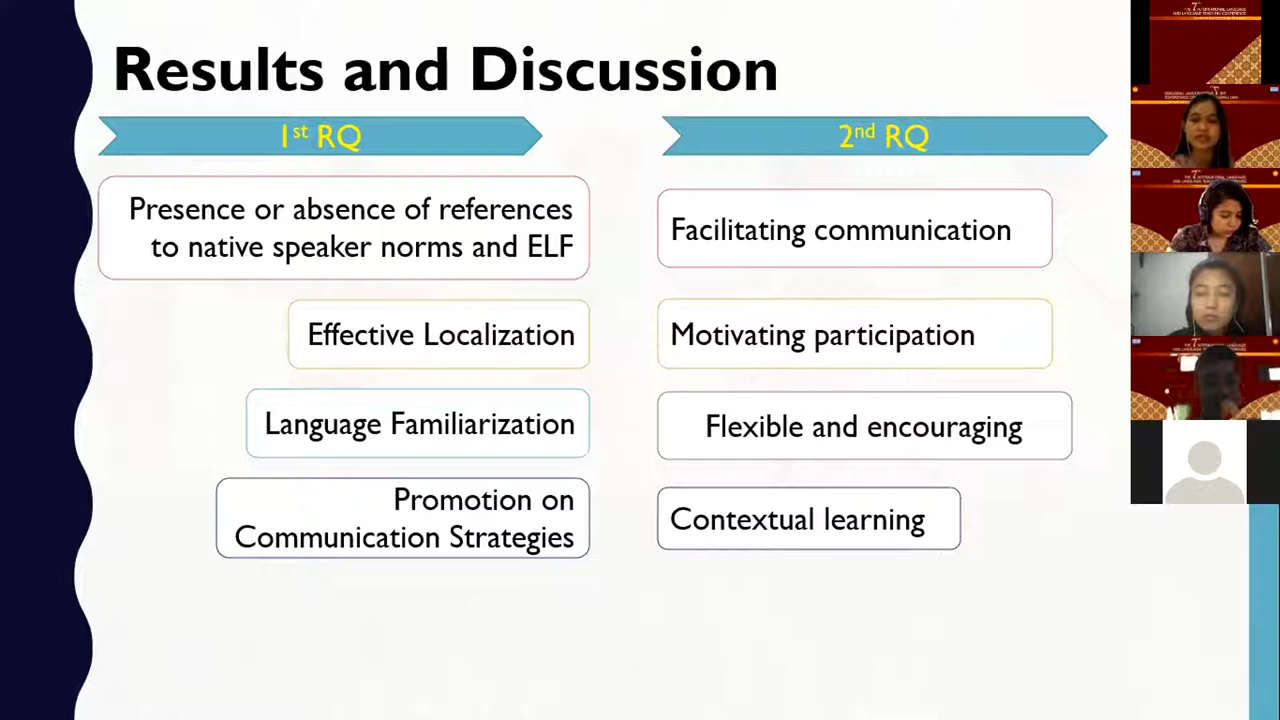 Results and Discussion
1st RQ
2nd RQ
Presence or absence of references
to native speaker norms and ELF
Effective Localization
Language Familiarization
Promotion on
Communication Strategies
Facilitating communication
Motivating participation
Flexible and encouraging
Contextual learning